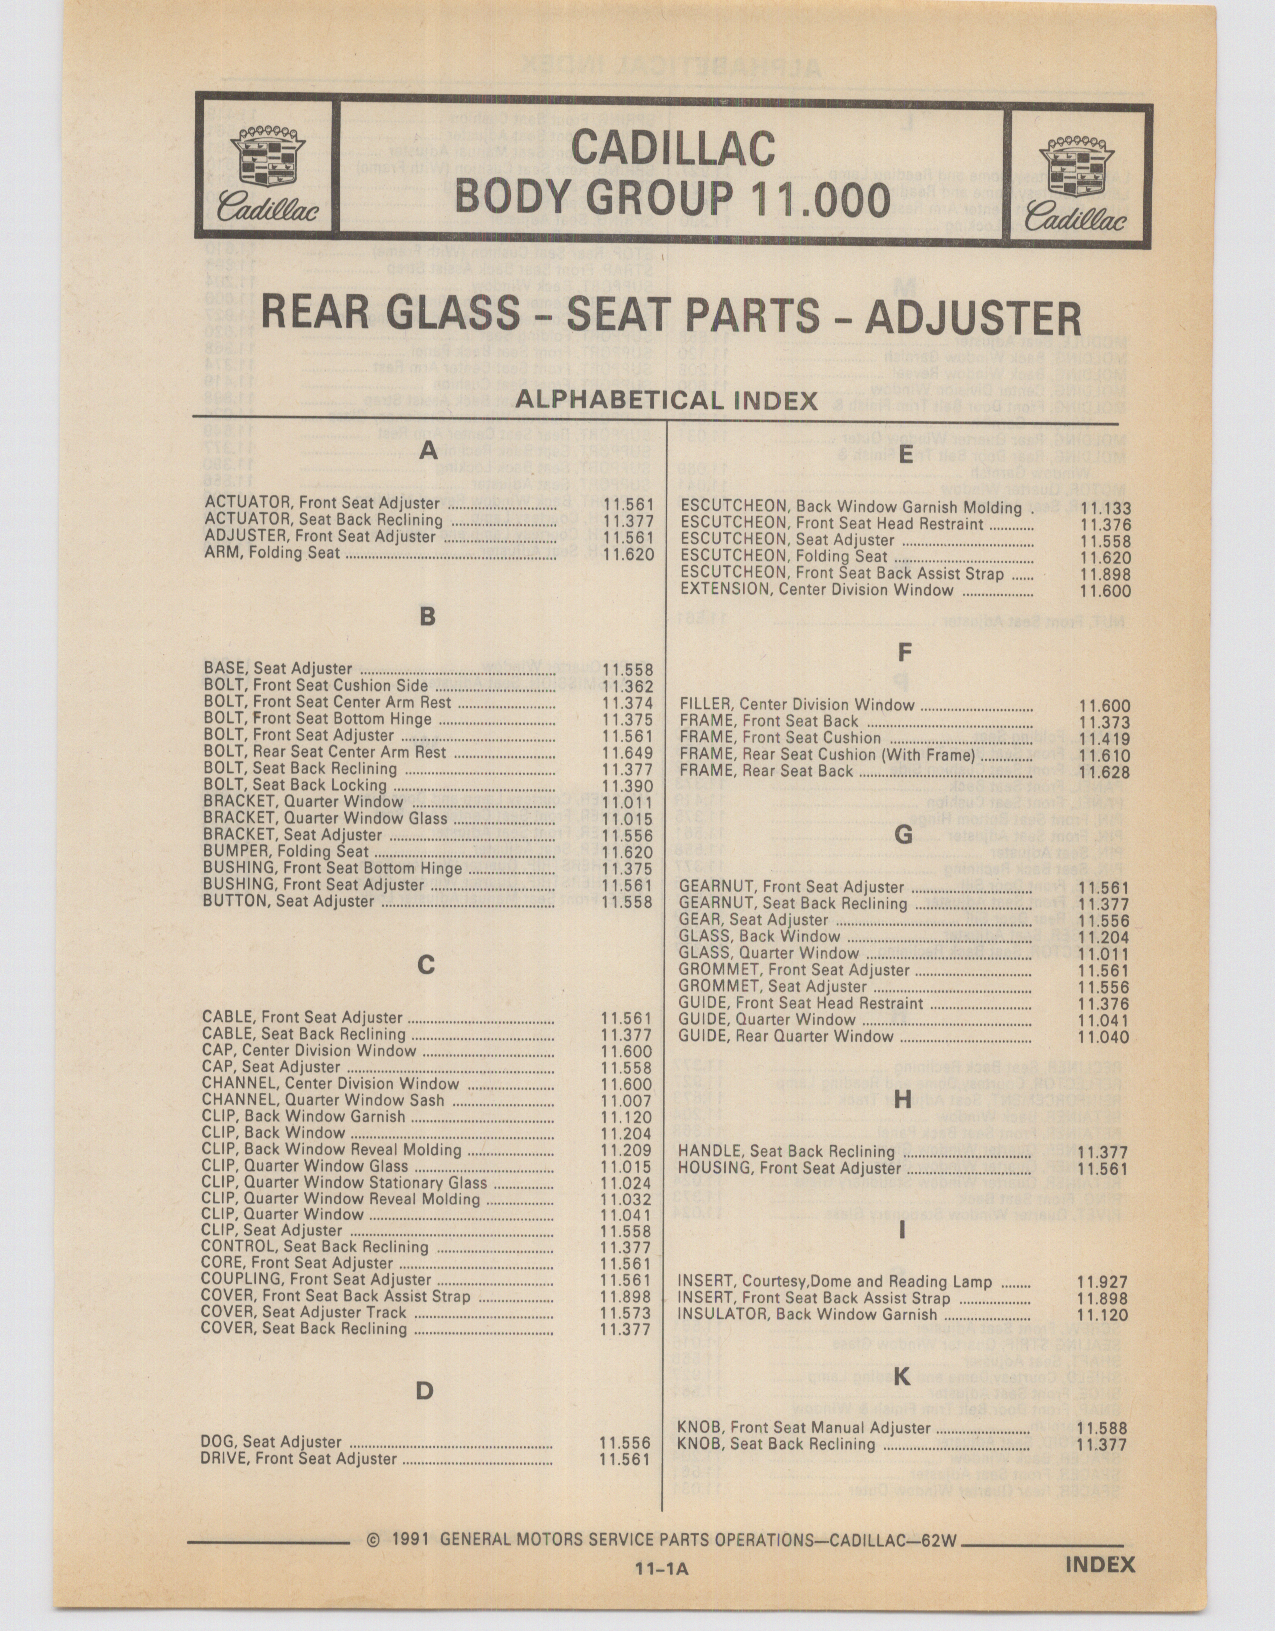 Cadillac
CADILLAC
BODY GROUP 11.000
Cadillac
REAR GLASS – SEAT PARTS – ADJUSTER
ALPHABETICAL INDEX
A
ACTUATOR, Front Seat Adjuster ........ 11.561
ACTUATOR, Seat Back Reclining ........ 11.377
ADJUSTER, Front Seat Adjuster ........ 11.561
ARM, Folding Seat ........ 11.620
B
BASE, Seat Adjuster ........ 11.558
BOLT, Front Seat Cushion Side ........ 11.362
BOLT, Front Seat Center Arm Rest ........ 11.374
BOLT, Front Seat Bottom Hinge ........ 11.375
BOLT, Front Seat Adjuster ........ 11.561
BOLT, Rear Seat Center Arm Rest ........ 11.649
BOLT, Seat Back Reclining ........ 11.377
BOLT, Seat Back Locking ........ 11.390
BRACKET, Quarter Window ........ 11.011
BRACKET, Quarter Window Glass ........ 11.015
BRACKET, Seat Adjuster ........ 11.556
BUMPER, Folding Seat ........ 11.620
BUSHING, Front Seat Bottom Hinge ........ 11.375
BUSHING, Front Seat Adjuster ........ 11.561
BUTTON, Seat Adjuster ........ 11.558
C
CABLE, Front Seat Adjuster ........ 11.561
CABLE, Seat Back Reclining ........ 11.377
CAP, Center Division Window ........ 11.600
CAP, Seat Adjuster ........ 11.558
CHANNEL, Center Division Window ........ 11.600
CHANNEL, Quarter Window Sash ........ 11.007
CLIP, Back Window Garnish ........ 11.120
CLIP, Back Window ........ 11.204
CLIP, Back Window Reveal Molding ........ 11.209
CLIP, Quarter Window Glass ........ 11.015
CLIP, Quarter Window Stationary Glass ........ 11.024
CLIP, Quarter Window Reveal Molding ........ 11.032
CLIP, Quarter Window ........ 11.041
CLIP, Seat Adjuster ........ 11.558
CONTROL, Seat Back Reclining ........ 11.377
CORE, Front Seat Adjuster ........ 11.561
COUPLING, Front Seat Adjuster ........ 11.561
COVER, Front Seat Back Assist Strap ........ 11.898
COVER, Seat Adjuster Track ........ 11.573
COVER, Seat Back Reclining ........ 11.377
D
DOG, Seat Adjuster ........ 11.556
DRIVE, Front Seat Adjuster ........ 11.561
E
ESCUTCHEON, Back Window Garnish Molding . 11.133
ESCUTCHEON, Front Seat Head Restraint ........ 11.376
ESCUTCHEON, Seat Adjuster ........ 11.558
ESCUTCHEON, Folding Seat ........ 11.620
ESCUTCHEON, Front Seat Back Assist Strap ...... 11.898
EXTENSION, Center Division Window ........ 11.600
F
FILLER, Center Division Window ........ 11.600
FRAME, Front Seat Back ........ 11.373
FRAME, Front Seat Cushion ........ 11.419
FRAME, Rear Seat Cushion (With Frame) ........ 11.610
FRAME, Rear Seat Back ........ 11.628
G
GEARNUT, Front Seat Adjuster ........ 11.561
GEARNUT, Seat Back Reclining ........ 11.377
GEAR, Seat Adjuster ........ 11.556
GLASS, Back Window ........ 11.204
GLASS, Quarter Window ........ 11.011
GROMMET, Front Seat Adjuster ........ 11.561
GROMMET, Seat Adjuster ........ 11.556
GUIDE, Front Seat Head Restraint ........ 11.376
GUIDE, Quarter Window ........ 11.041
GUIDE, Rear Quarter Window ........ 11.040
H
HANDLE, Seat Back Reclining ........ 11.377
HOUSING, Front Seat Adjuster ........ 11.561
I
INSERT, Courtesy,Dome and Reading Lamp ........ 11.927
INSERT, Front Seat Back Assist Strap ........ 11.898
INSULATOR, Back Window Garnish ........ 11.120
K
KNOB, Front Seat Manual Adjuster ........ 11.588
KNOB, Seat Back Reclining ........ 11.377
© 1991 GENERAL MOTORS SERVICE PARTS OPERATIONS—CADILLAC—62W
11-1A
INDEX